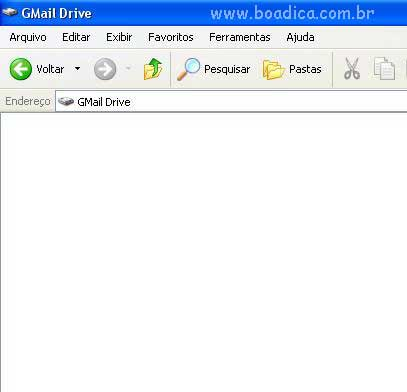 GMail Drive www.boadica.com.br
Arquivo Editar Exibir Favoritos Ferramentas Ajuda
Voltar Pesquisar Pastas
Endereço GMail Drive